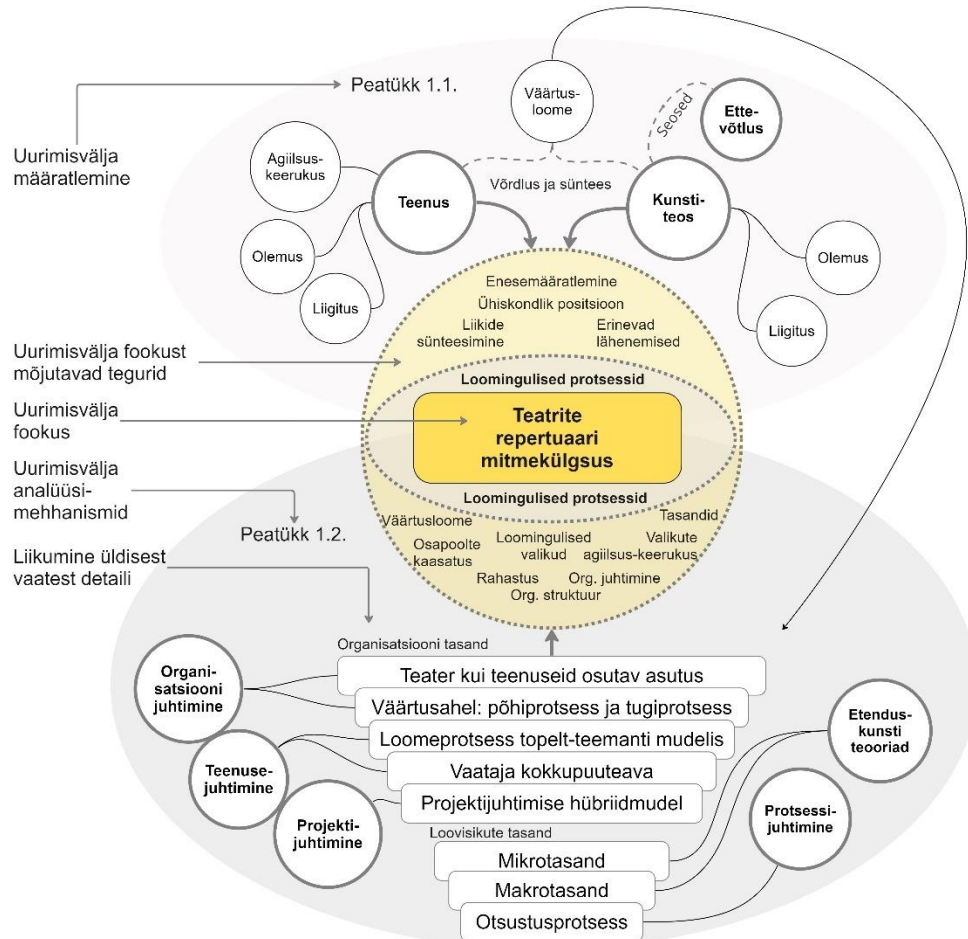 Peatükk 1.1.
Väärtus-
loome
Seosed
Ette-
võtlus
Uurimisvälja
määratlemine
Agiilsus-
keerukus
Teenus
Võrdlus ja süntees
Kunsti-
teos
Olemus
Liigitus
Olemus
Liigitus
Enesemääratlemine
Ühiskondlik positsioon
Liikide
sünteesimine
Erinevad
lähenemised
Uurimisvälja fookust
mõjutavad tegurid
Loomingulised protsessid
Uurimisvälja
fookus
Teatrite
repertuaari
mitmekülgsus
Uurimisvälja
analüüsi-
mehhanismid
Loomingulised protsessid
Peatükk 1.2.
Väärtusloome
Tasandid
Osapoolte
kaasatus
Loomingulised
valikud
Valikute
agiilsus-keerukus
Liikumine üldisest
vaatest detaili
Rahastus
Org. juhtimine
Org. struktuur
Organisatsiooni tasand
Organi-
satsiooni
juhtimine
Teater kui teenuseid osutav asutus
Väärtusahel: põhiprotsess ja tugiprotsess
Loomeprotsess topelt-teemanti mudelis
Etendus-
kunsti
teooriad
Teenuse-
juhtimine
Vaataja kokkupuuteava
Projektijuhtimise hübriidmudel
Projekti-
juhtimine
Protsessi-
juhtimine
Loovisikute tasand
Mikrotasand
Makrotasand
Otsustusprotsess